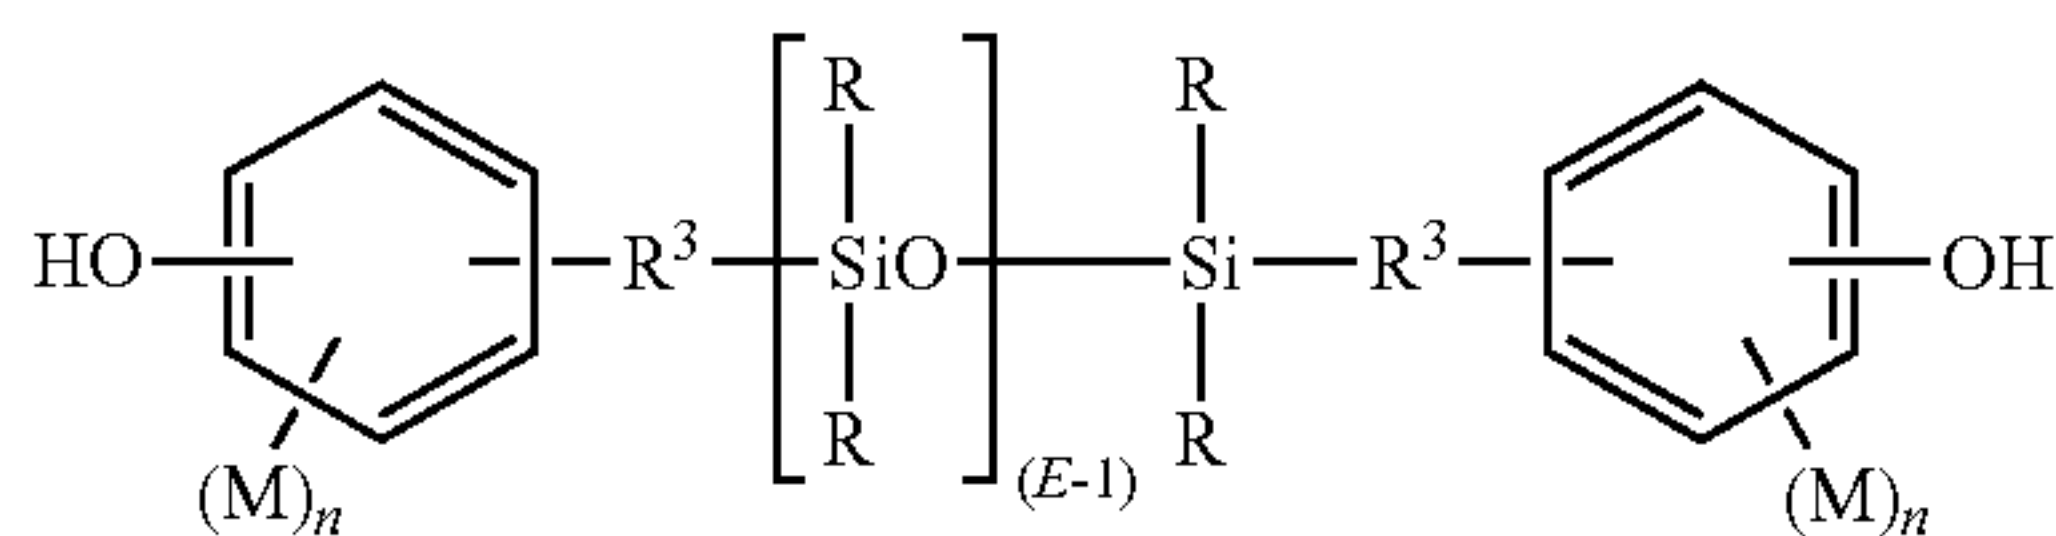 R R
HO R³ SiO Si R³ OH
R R
(E-1)
(M)n (M)n